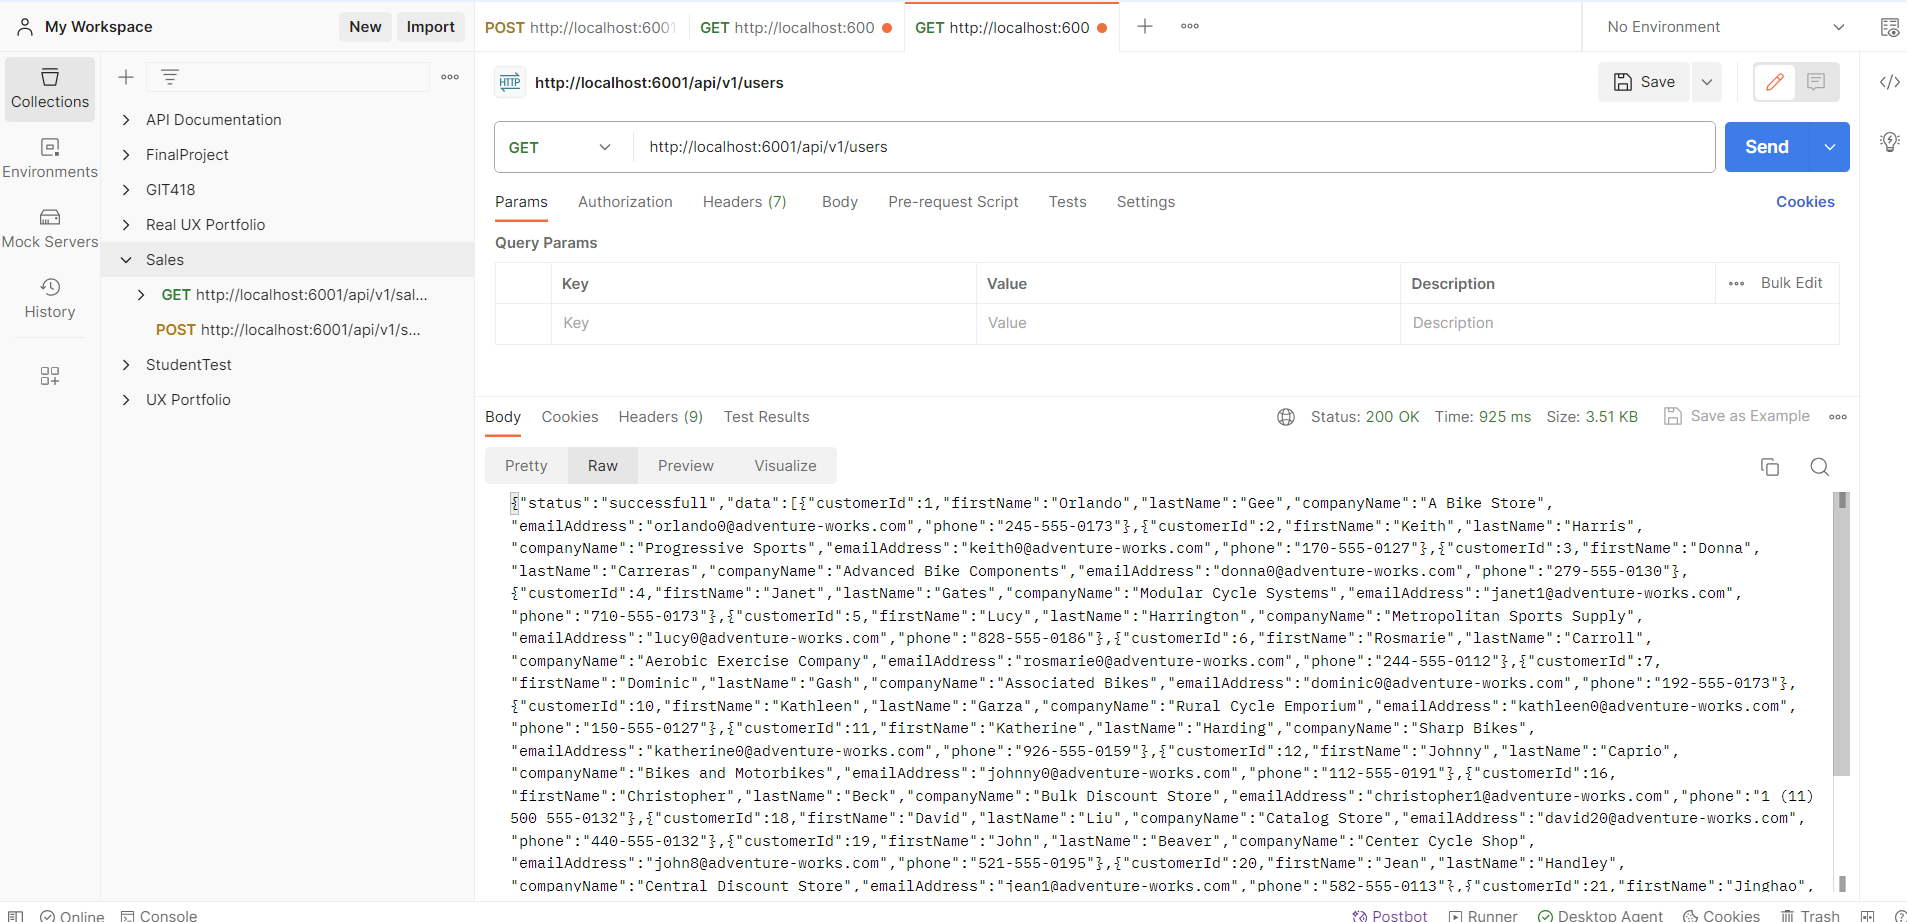 My Workspace
New
Import
POST http://localhost:6001
GET http://localhost:600
GET http://localhost:600
No Environment
Collections
Environments
Mock Servers
History
API Documentation
FinalProject
GIT418
Real UX Portfolio
Sales
GET http://localhost:6001/api/v1/sal...
POST http://localhost:6001/api/v1/s...
StudentTest
UX Portfolio
HTTP http://localhost:6001/api/v1/users
Save
GET http://localhost:6001/api/v1/users
Send
Params Authorization Headers (7) Body Pre-request Script Tests Settings Cookies
Query Params
Key Value Description Bulk Edit
Key Value Description
Body Cookies Headers (9) Test Results Status: 200 OK Time: 925 ms Size: 3.51 KB Save as Example
Pretty Raw Preview Visualize
{"status":"successfull","data":[{"customerId":1,"firstName":"Orlando","lastName":"Gee","companyName":"A Bike Store",
"emailAddress":"orlando0@adventure-works.com","phone":"245-555-0173"},{"customerId":2,"firstName":"Keith","lastName":"Harris",
"companyName":"Progressive Sports","emailAddress":"keith0@adventure-works.com","phone":"170-555-0127"},{"customerId":3,"firstName":"Donna",
"lastName":"Carreras","companyName":"Advanced Bike Components","emailAddress":"donna0@adventure-works.com","phone":"279-555-0130"},
{"customerId":4,"firstName":"Janet","lastName":"Gates","companyName":"Modular Cycle Systems","emailAddress":"janet1@adventure-works.com",
"phone":"710-555-0173"},{"customerId":5,"firstName":"Lucy","lastName":"Harrington","companyName":"Metropolitan Sports Supply",
"emailAddress":"lucy0@adventure-works.com","phone":"828-555-0186"},{"customerId":6,"firstName":"Rosmarie","lastName":"Carroll",
"companyName":"Aerobic Exercise Company","emailAddress":"rosmarie0@adventure-works.com","phone":"244-555-0112"},{"customerId":7,
"firstName":"Dominic","lastName":"Gash","companyName":"Associated Bikes","emailAddress":"dominic0@adventure-works.com","phone":"192-555-0173"},
{"customerId":10,"firstName":"Kathleen","lastName":"Garza","companyName":"Rural Cycle Emporium","emailAddress":"kathleen0@adventure-works.com",
"phone":"150-555-0127"},{"customerId":11,"firstName":"Katherine","lastName":"Harding","companyName":"Sharp Bikes",
"emailAddress":"katherine0@adventure-works.com","phone":"926-555-0159"},{"customerId":12,"firstName":"Johnny","lastName":"Caprio",
"companyName":"Bikes and Motorbikes","emailAddress":"johnny0@adventure-works.com","phone":"112-555-0191"},{"customerId":16,
"firstName":"Christopher","lastName":"Beck","companyName":"Bulk Discount Store","emailAddress":"christopher1@adventure-works.com","phone":"1 (11)
500 555-0132"},{"customerId":18,"firstName":"David","lastName":"Liu","companyName":"Catalog Store","emailAddress":"david20@adventure-works.com",
"phone":"440-555-0132"},{"customerId":19,"firstName":"John","lastName":"Beaver","companyName":"Center Cycle Shop",
"emailAddress":"john8@adventure-works.com","phone":"521-555-0195"},{"customerId":20,"firstName":"Jean","lastName":"Handley",
"companyName":"Central Discount Store","emailAddress":"jean1@adventure-works.com","phone":"582-555-0113"},{"customerId":21,"firstName":"Jinghao",
Online Console Postbot Runner Desktop Agent Cookies Trash